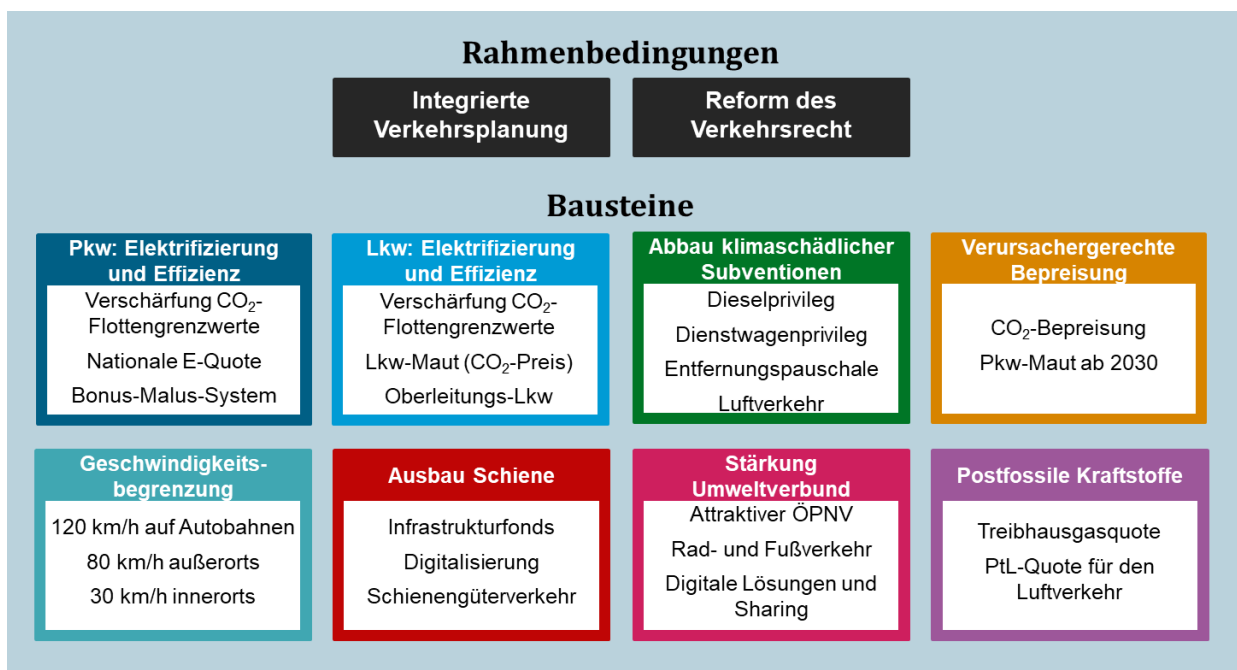 Rahmenbedingungen
Integrierte
Verkehrsplanung
Reform des
Verkehrsrecht
Bausteine
Pkw: Elektrifizierung
und Effizienz
Verschärfung CO₂-
Flottengrenzwerte
Nationale E-Quote
Bonus-Malus-System
Lkw: Elektrifizierung
und Effizienz
Verschärfung CO₂-
Flottengrenzwerte
Lkw-Maut (CO₂-Preis)
Oberleitungs-Lkw
Abbau klimaschädlicher
Subventionen
Dieselprivileg
Dienstwagenprivileg
Entfernungspauschale
Luftverkehr
Verursachergerechte
Bepreisung
CO₂-Bepreisung
Pkw-Maut ab 2030
Geschwindigkeits-
begrenzung
120 km/h auf Autobahnen
80 km/h außerorts
30 km/h innerorts
Ausbau Schiene
Infrastrukturfonds
Digitalisierung
Schienengüterverkehr
Stärkung
Umweltverbund
Attraktiver ÖPNV
Rad- und Fußverkehr
Digitale Lösungen und
Sharing
Postfossile Kraftstoffe
Treibhausgasquote
PtL-Quote für den
Luftverkehr